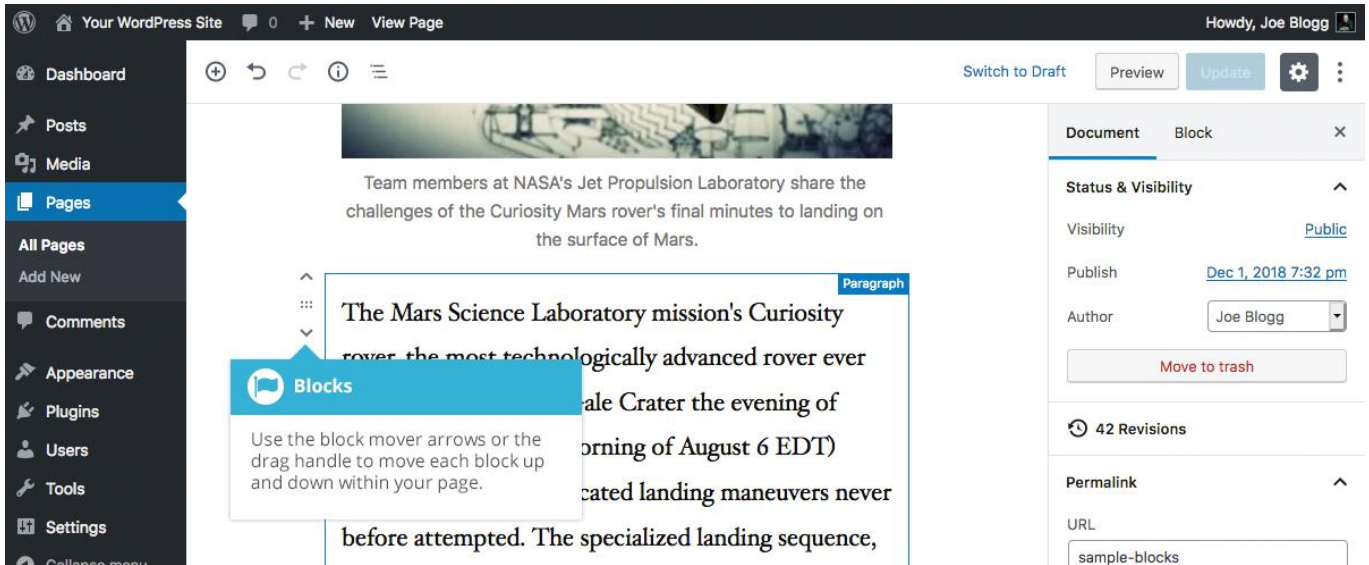 Your WordPress Site 0 New View Page Howdy, Joe Blogg
Dashboard
Posts
Media
Pages
All Pages
Add New
Comments
Appearance
Plugins
Users
Tools
Settings
Collapse menu
Switch to Draft Preview Update
Team members at NASA's Jet Propulsion Laboratory share the
challenges of the Curiosity Mars rover's final minutes to landing on
the surface of Mars.
Paragraph
The Mars Science Laboratory mission's Curiosity
rover, the most technologically advanced rover ever
ale Crater the evening of
orning of August 6 EDT)
cated landing maneuvers never
before attempted. The specialized landing sequence,
Blocks
Use the block mover arrows or the
drag handle to move each block up
and down within your page.
Document Block
Status & Visibility
Visibility Public
Publish Dec 1, 2018 7:32 pm
Author Joe Blogg
Move to trash
42 Revisions
Permalink
URL
sample-blocks